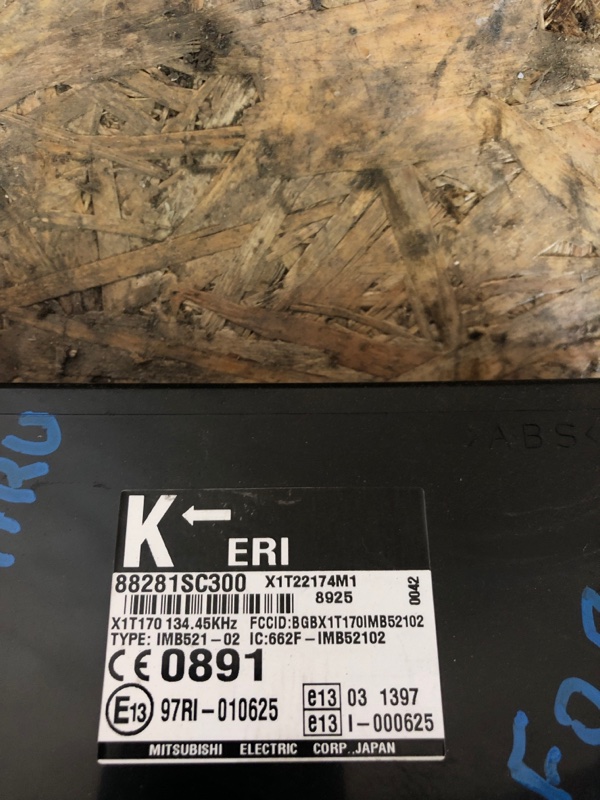 >ABS<
K←
ERI
88281SC300 X1T22174M1
8925
0042
X1T170 134.45KHz FCCID:BGBX1T170IMB52102
TYPE: IMB521-02 IC:662F-IMB52102
CE 0891
E13 97RI-010625
e13 03 1397
e13 I-000625
MITSUBISHI ELECTRIC CORP. JAPAN